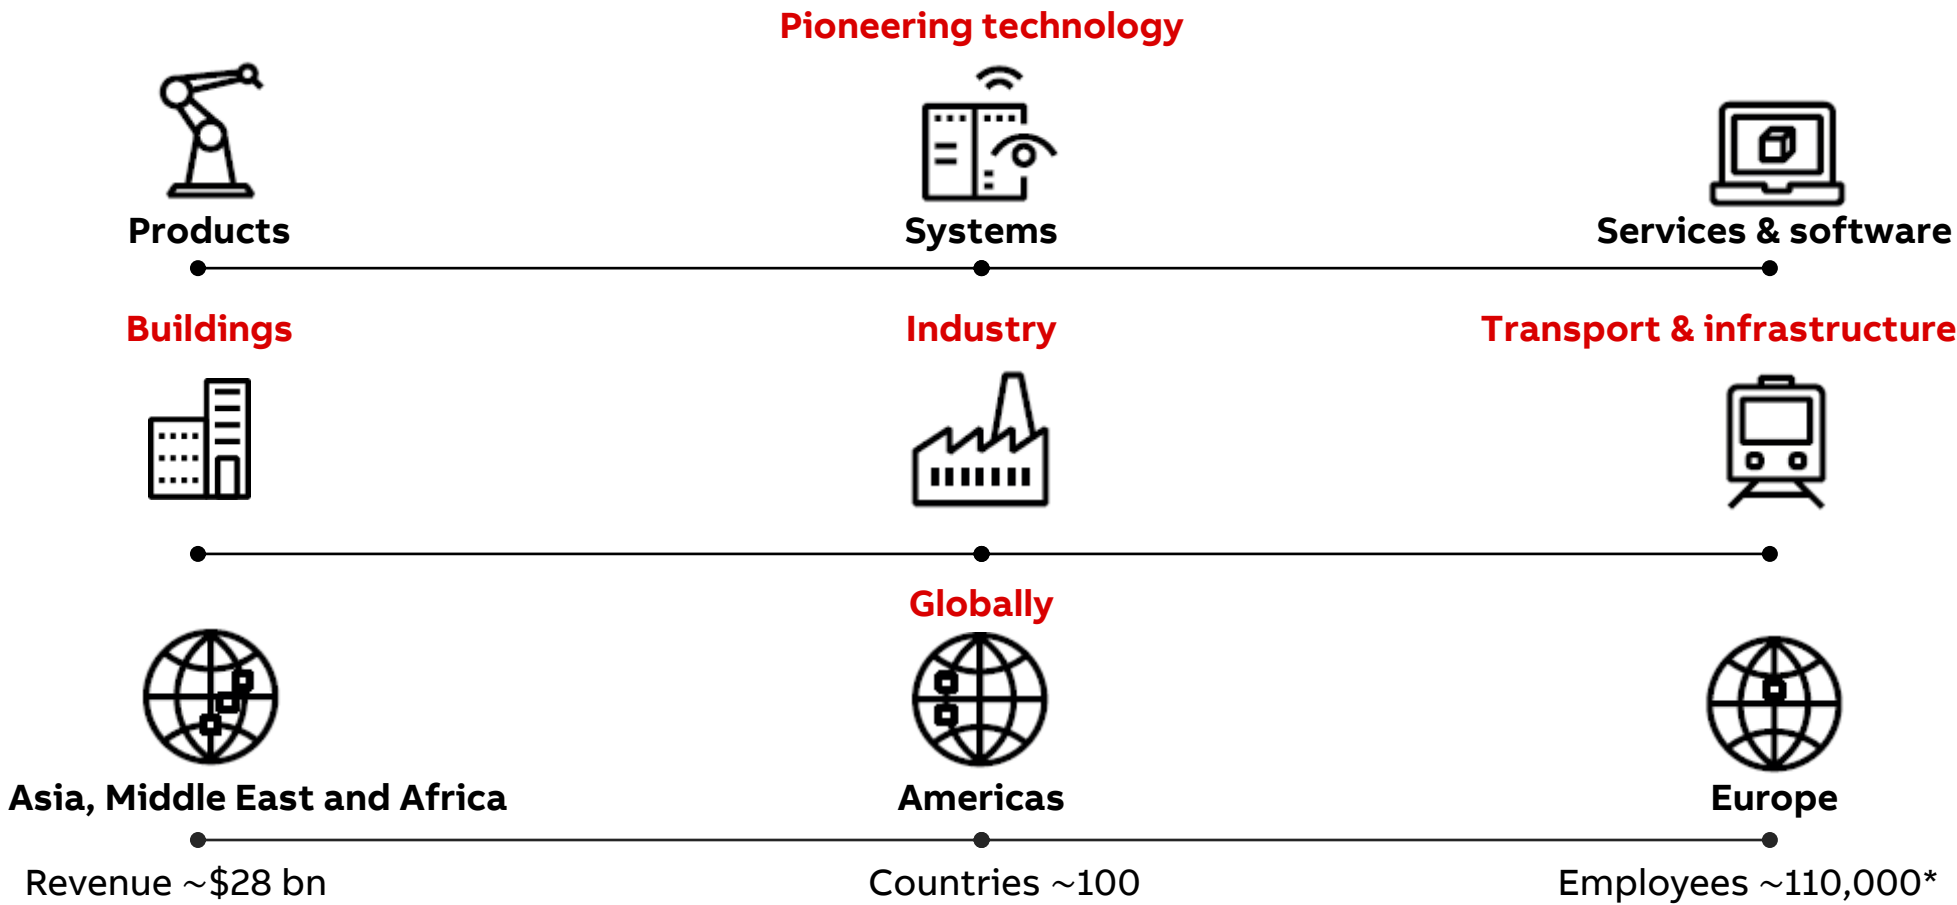 Pioneering technology
Products
Systems
Services & software
Buildings
Industry
Transport & infrastructure
Globally
Asia, Middle East and Africa
Americas
Europe
Revenue ~$28 bn
Countries ~100
Employees ~110,000*